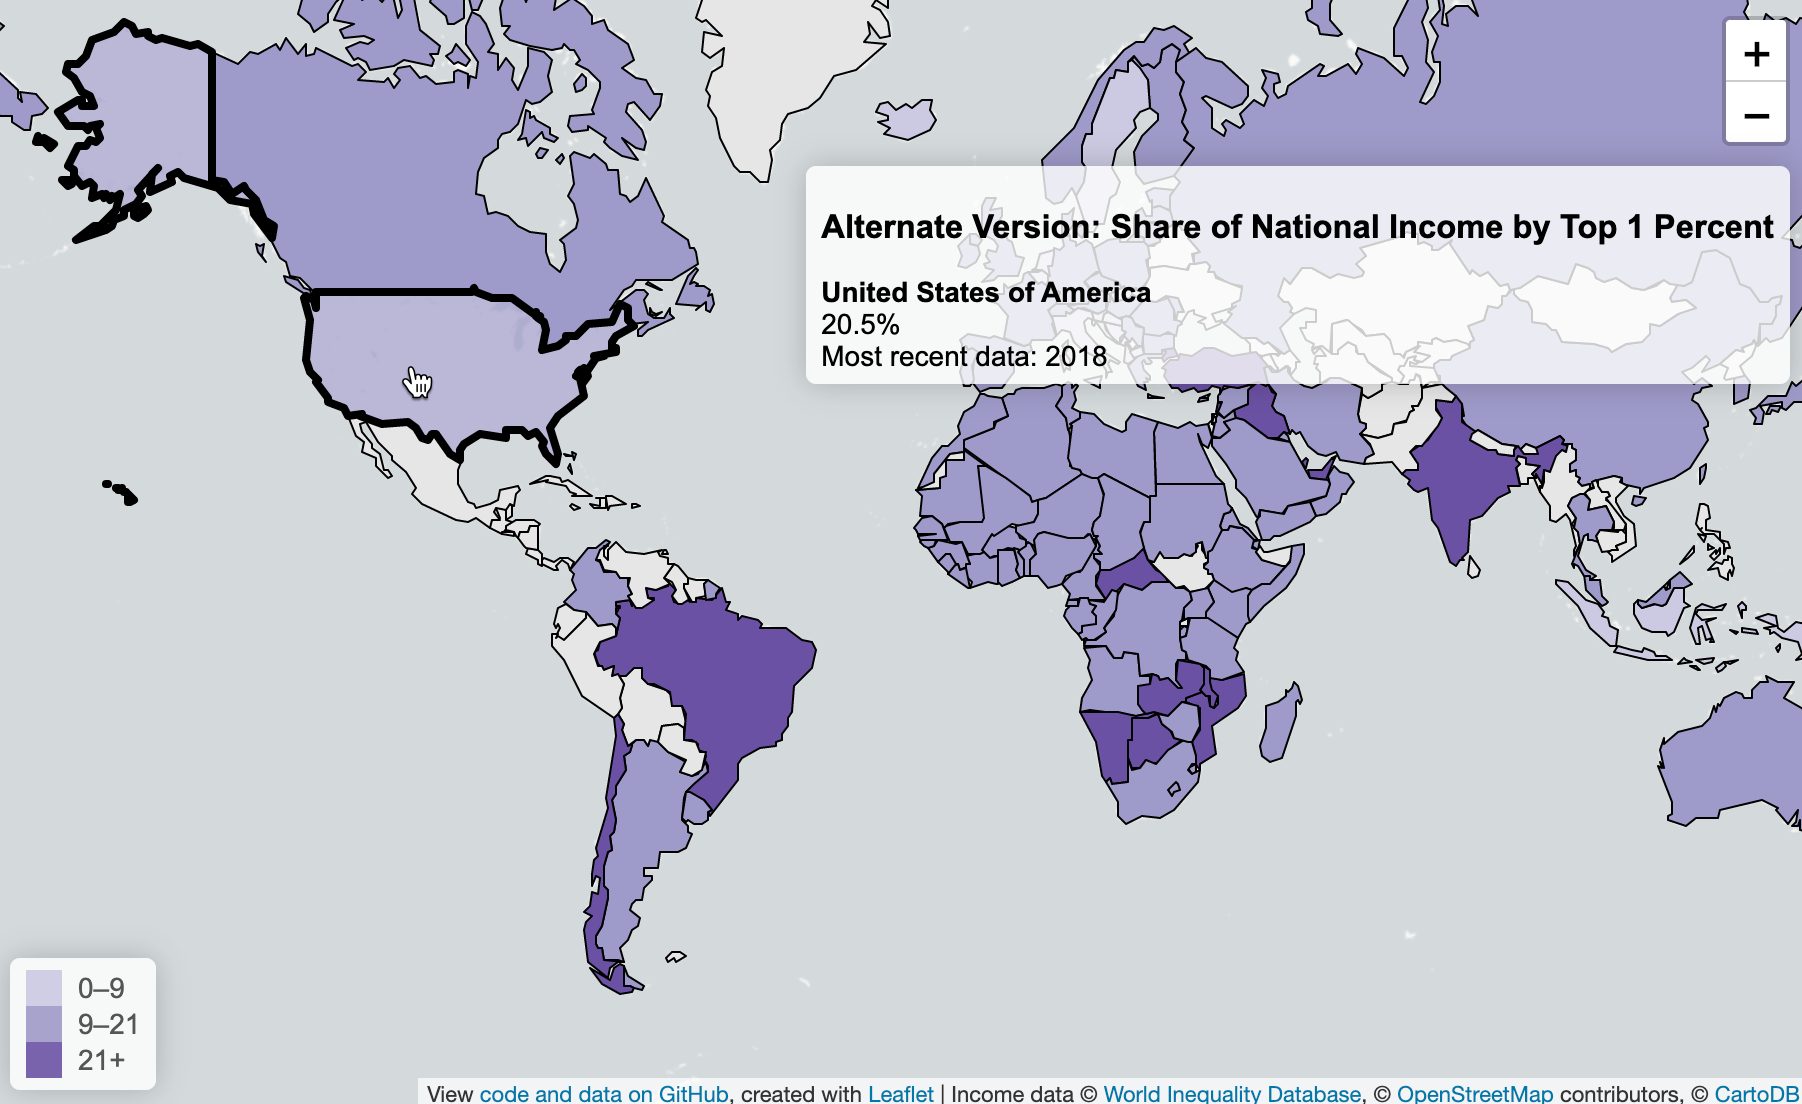 +
−
Alternate Version: Share of National Income by Top 1 Percent
United States of America
20.5%
Most recent data: 2018
0–9
9–21
21+
View code and data on GitHub, created with Leaflet | Income data © World Inequality Database, © OpenStreetMap contributors, © CartoDB